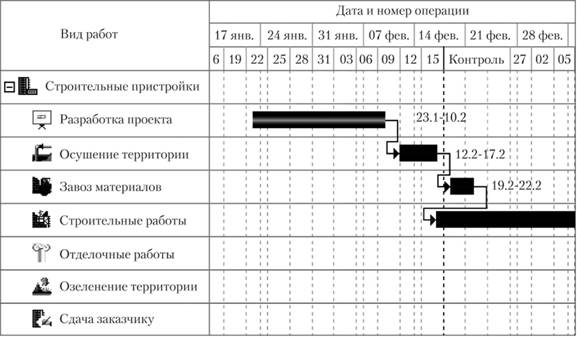 Вид работ
Дата и номер операции
17 янв. 24 янв. 31 янв. 07 фев. 14 фев. 21 фев. 28 фев.
6 19 22 25 28 31 03 06 09 12 15 Контроль 27 02 05
Строительные пристройки
Разработка проекта 23.1-10.2
Осушение территории 12.2-17.2
Завоз материалов 19.2-22.2
Строительные работы
Отделочные работы
Озеленение территории
Сдача заказчику